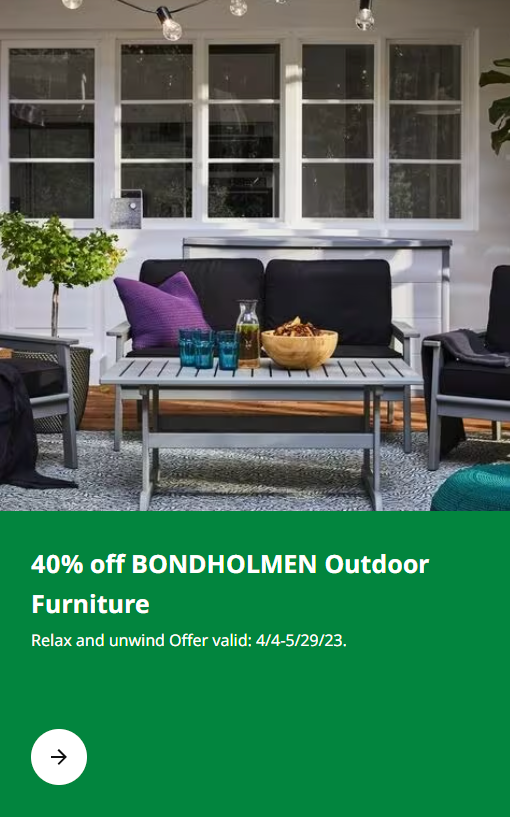 40% off BONDHOLMEN Outdoor
Furniture
Relax and unwind Offer valid: 4/4-5/29/23.